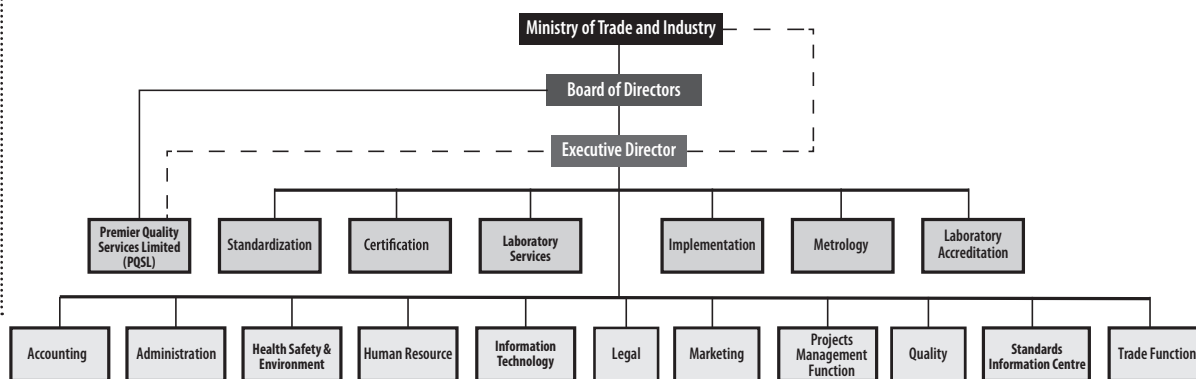 Ministry of Trade and Industry
Board of Directors
Executive Director
Premier Quality
Services Limited
(PQSL)
Standardization
Certification
Laboratory
Services
Implementation
Metrology
Laboratory
Accreditation
Accounting
Administration
Health Safety &
Environment
Human Resource
Information
Technology
Legal
Marketing
Projects
Management
Function
Quality
Standards
Information Centre
Trade Function